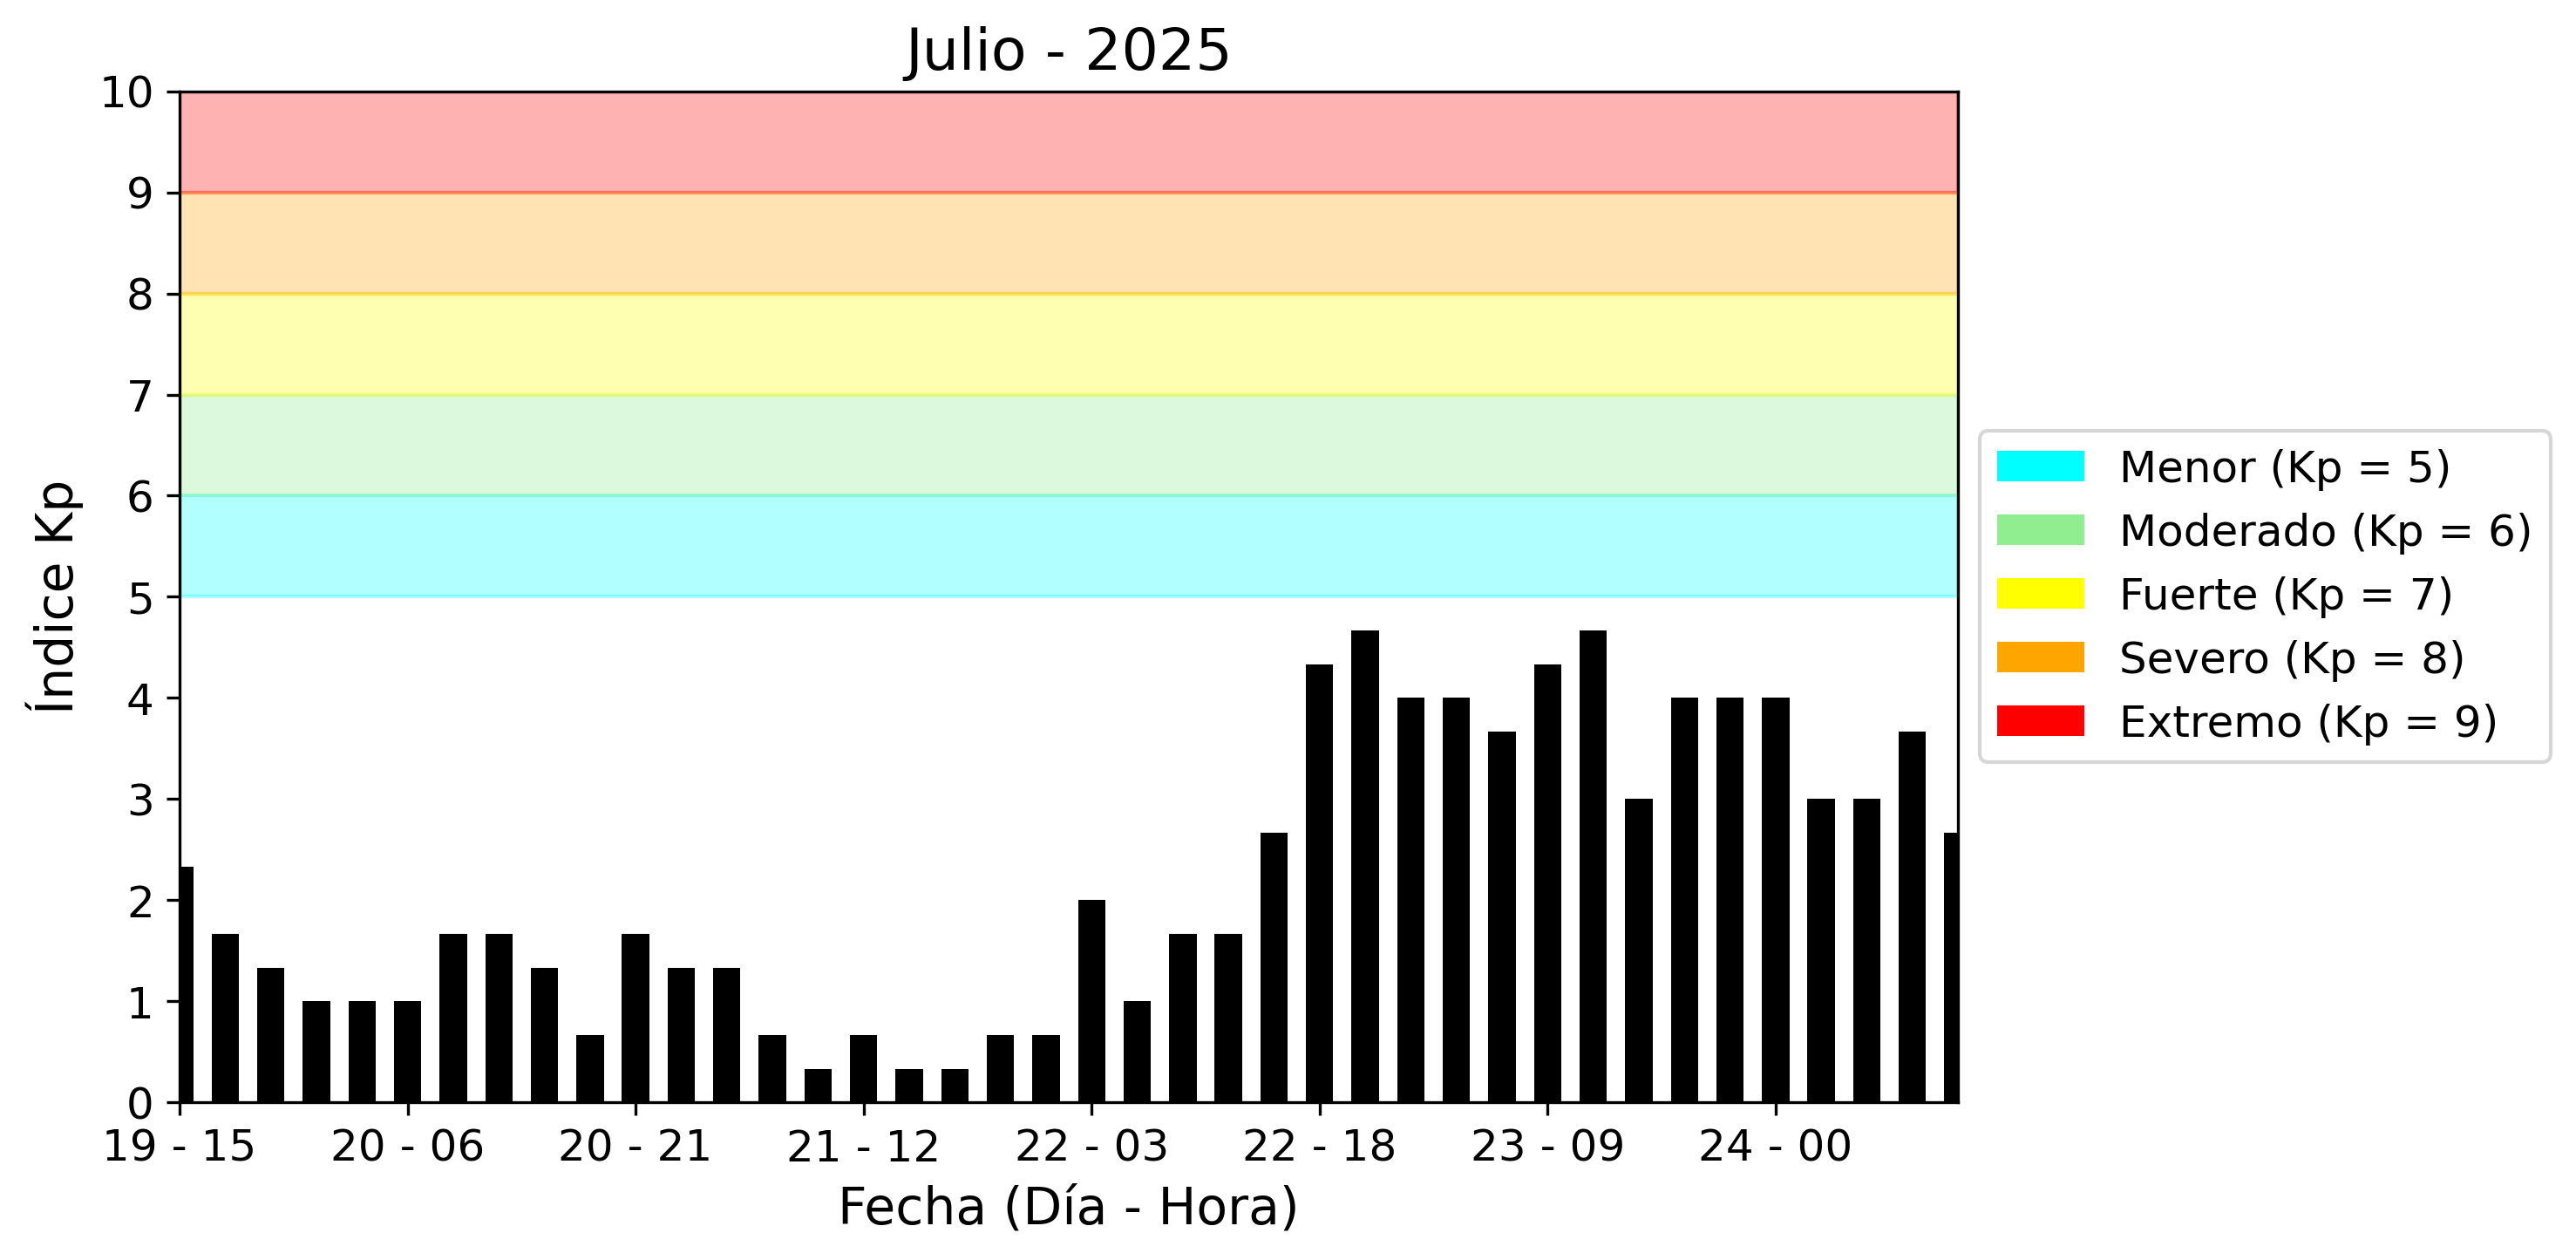 Julio - 2025
10
9
8
7
6
5
4
3
2
1
0
Índice Kp
19 - 15 20 - 06 20 - 21 21 - 12 22 - 03 22 - 18 23 - 09 24 - 00
Fecha (Día - Hora)
Menor (Kp = 5)
Moderado (Kp = 6)
Fuerte (Kp = 7)
Severo (Kp = 8)
Extremo (Kp = 9)